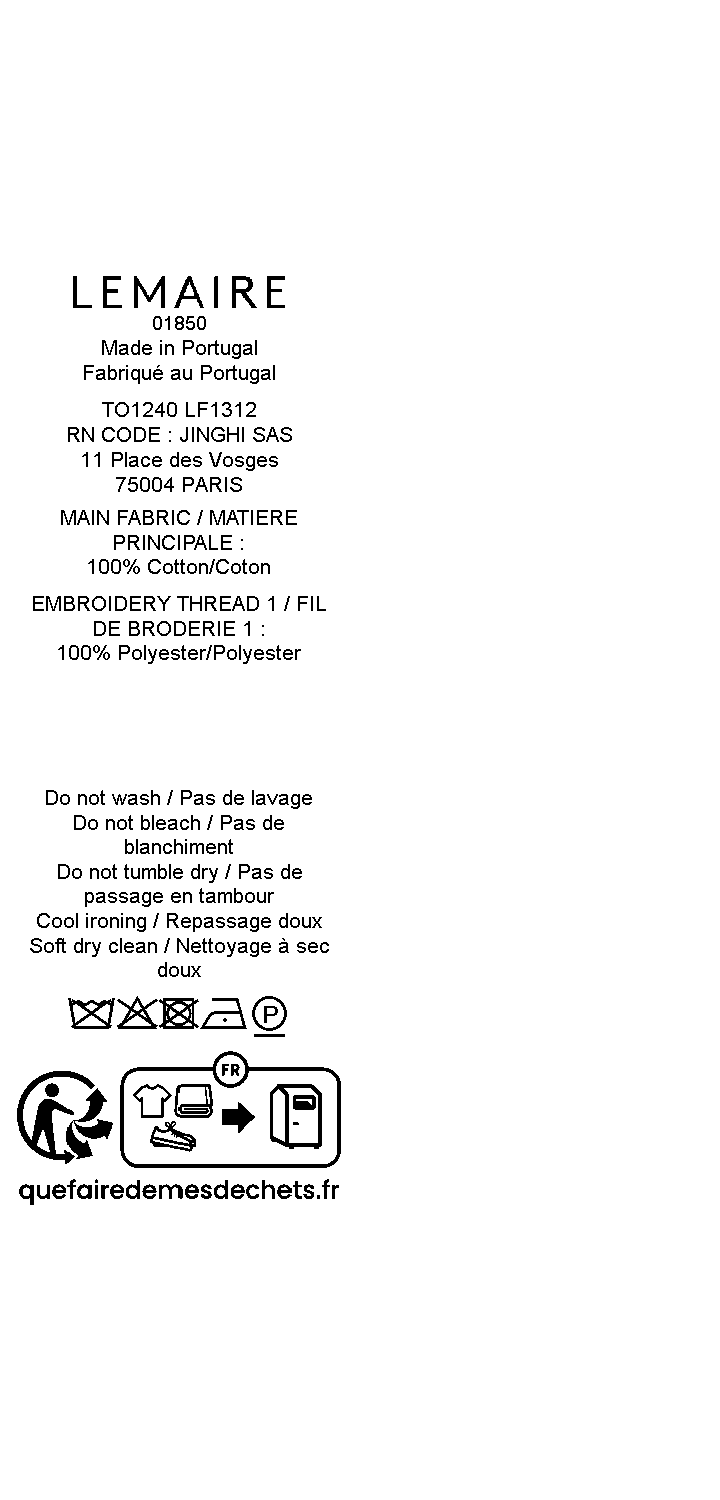 LEMAIRE
01850
Made in Portugal
Fabriqué au Portugal
TO1240 LF1312
RN CODE : JINGHI SAS
11 Place des Vosges
75004 PARIS
MAIN FABRIC / MATIERE
PRINCIPALE :
100% Cotton/Coton
EMBROIDERY THREAD 1 / FIL
DE BRODERIE 1 :
100% Polyester/Polyester
Do not wash / Pas de lavage
Do not bleach / Pas de
blanchiment
Do not tumble dry / Pas de
passage en tambour
Cool ironing / Repassage doux
Soft dry clean / Nettoyage à sec
doux
P
FR
quefairedemesdechets.fr